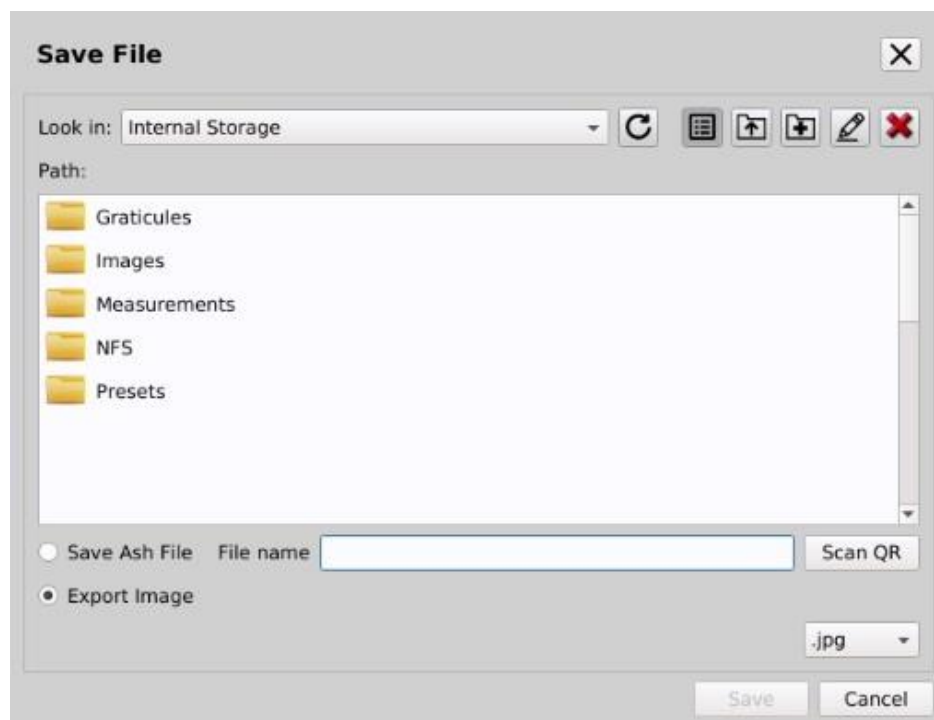 Save File
Look in: Internal Storage
Path:
Graticules
Images
Measurements
NFS
Presets
Save Ash File File name Scan QR
Export Image
.jpg
Save Cancel